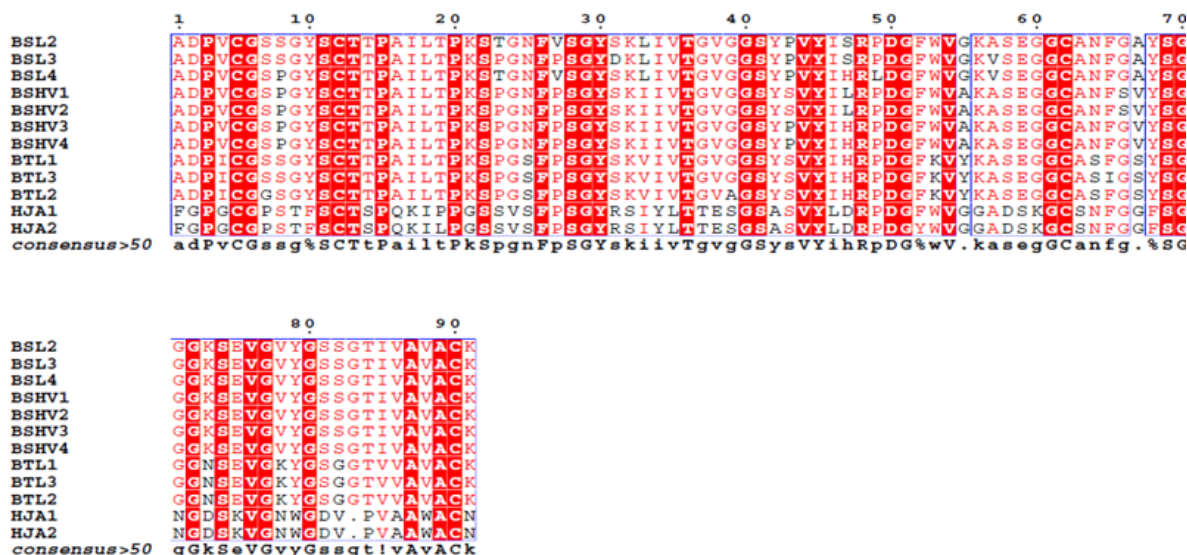 1 10 20 30 40 50 60 70
BSL2 ADPVCGSSGYSCTTPAILTPKSTGNFVSGYSKLIVTGVGGSYPVYISRPDGFWVGKASEGGCANFGAYSG
BSL3 ADPVCGSSGYSCTTPAILTPKSPGNFPSGYDKLIVTGVGGSYPVYISRPDGFWVGKVSEGGCANFGAYSG
BSL4 ADPVCGSPGYSCTTPAILTPKSTGNFVSGYSKLIVTGVGGSYPVYIHRLDGFWVGKASEGGCANFGAYSG
BSHV1 ADPVCGSPGYSCTTPAILTPKSPGNFPSGYSKIIVTGVGGSYSVYILRPDGFWVAKASEGGCANFSVYSG
BSHV2 ADPVCGSPGYSCTTPAILTPKSPGNFPSGYSKIIVTGVGGSYSVYILRPDGFWVAKASEGGCANFSVYSG
BSHV3 ADPVCGSPGYSCTTPAILTPKSPGNFPSGYSKIIVTGVGGSYPVYIHRPDGFWVAKASEGGCANFGVYSG
BSHV4 ADPVCGSPGYSCTTPAILTPKSPGNFPSGYSKIIVTGVGGSYPVYIHRPDGFWVAKASEGGCANFGVYSG
BTL1 ADPICGSSGYSCTTPAILTPKSPGSFPSGYSKVIVTGVGGSYSVYIHRPDGFKVYKASEGGCASFGSYSG
BTL3 ADPICGSSGYSCTTPAILTPKSPGSFPSGYSKVIVTGVGGSYSVYIHRPDGFKVYKASEGGCASIGSYSG
BTL2 ADPICGGSGYSCTTPAILTPKSPGSFPSGYSKVIVTGVAGSYSVYIHRPDGFKVYKASEGGCASFGSYSG
HJA1 FGPGCGPSTFSCTSPQKIPPGSSVSFPSGYRSIYLTTESGSASVYLDRPDGFWVGGADSKGCSNFGGFSG
HJA2 FGPGCGPSTFSCTSPQKILPGSSVSFPSGYRSIYLTTESGSASVYLDRPDGFWVGGADSKGCSNFGGFSG
consensus>50 adPvCGssg%SCTtPailtPkSpgnFpSGYskiivTgvgGSysVYihRpDG%wV.kaseggCanfg.%SG
80 90
BSL2 GGKSEVGVYGSSGTIVAVACK
BSL3 GGKSEVGVYGSSGTIVAVACK
BSL4 GGKSEVGVYGSSGTIVAVACK
BSHV1 GGKSEVGVYGSSGTIVAVACK
BSHV2 GGKSEVGVYGSSGTIVAVACK
BSHV3 GGKSEVGVYGSSGTIVAVACK
BSHV4 GGKSEVGVYGSSGTIVAVACK
BTL1 GGNSEVGKYGSGGTVVAVACK
BTL3 GGNSEVGKYGSGGTVVAVACK
BTL2 GGNSEVGKYGSGGTVVAVACK
HJA1 NGDSKVGNWGDV.PVAAWACN
HJA2 NGDSKVGNWGDV.PVAAWACN
consensus>50 gGkSeVGvyGssgt!vAvACk